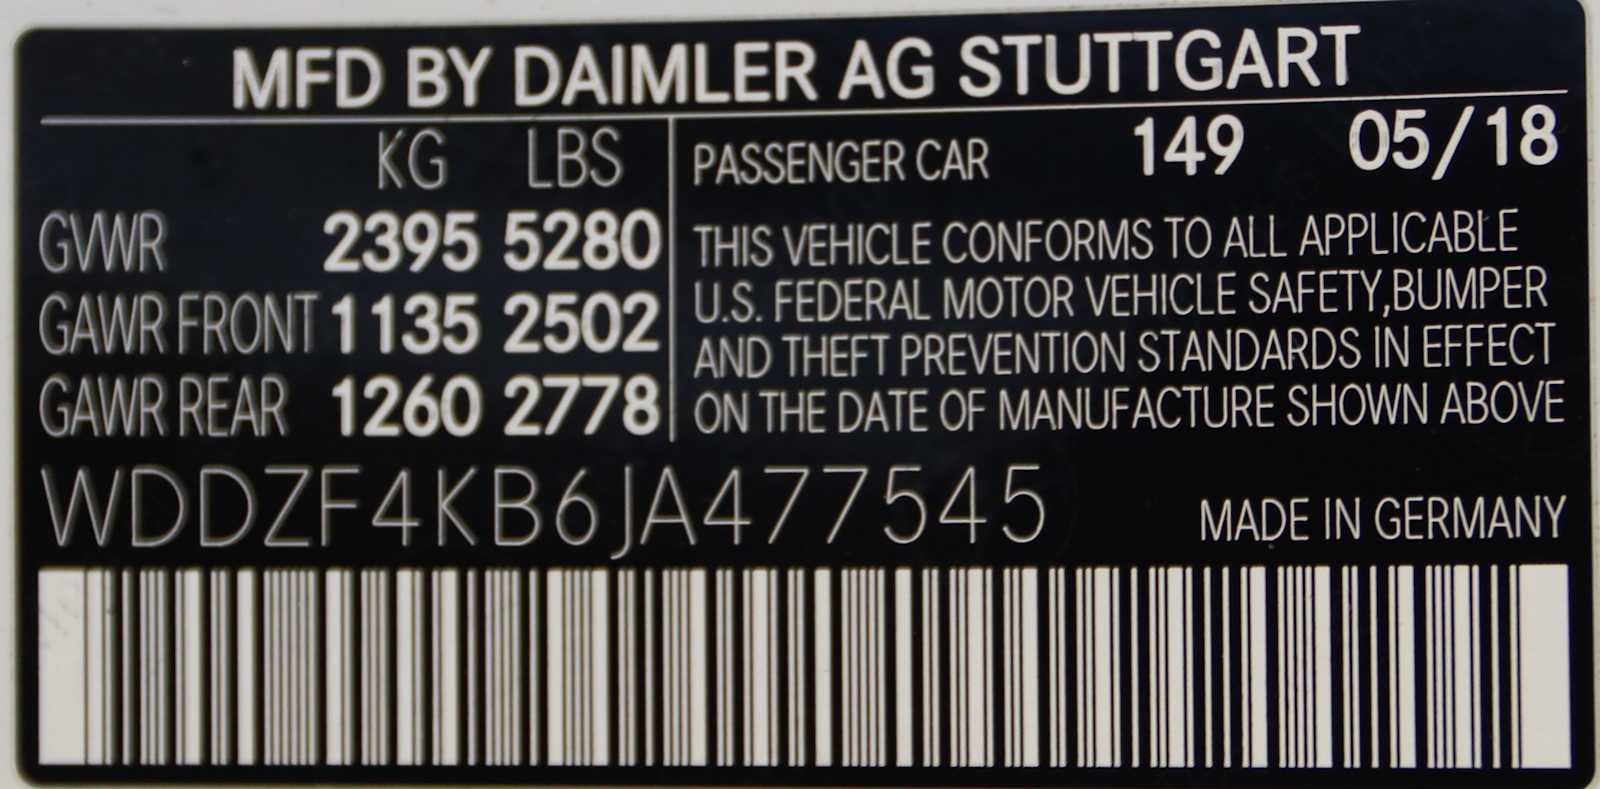 MFD BY DAIMLER AG STUTTGART
KG LBS
GVWR 2395 5280
GAWR FRONT 1135 2502
GAWR REAR 1260 2778
PASSENGER CAR 149 05/18
THIS VEHICLE CONFORMS TO ALL APPLICABLE
U.S. FEDERAL MOTOR VEHICLE SAFETY,BUMPER
AND THEFT PREVENTION STANDARDS IN EFFECT
ON THE DATE OF MANUFACTURE SHOWN ABOVE
WDDZF4KB6JA477545
MADE IN GERMANY